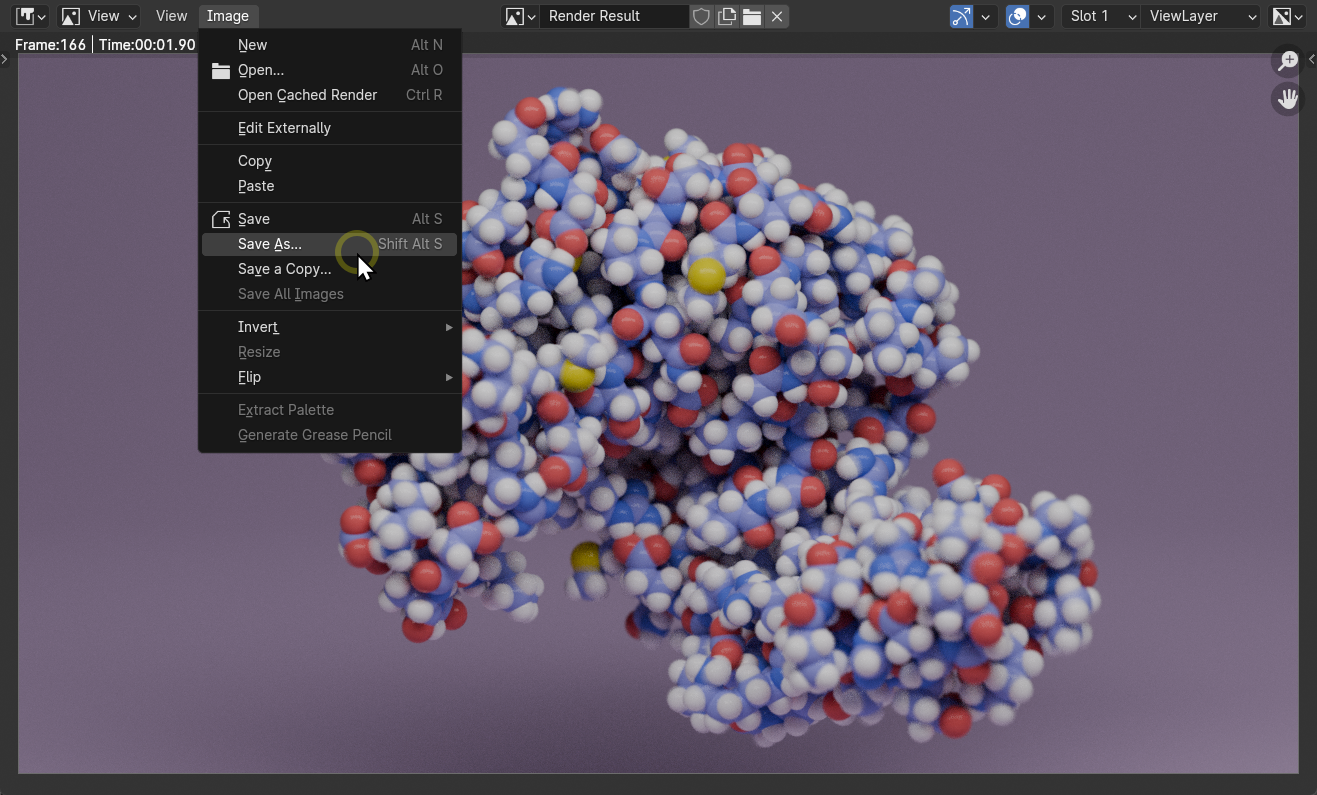 View View Image Render Result Slot 1 ViewLayer
Frame:166 | Time:00:01.90
New Alt N
Open... Alt O
Open Cached Render Ctrl R
Edit Externally
Copy
Paste
Save Alt S
Save As... Shift Alt S
Save a Copy...
Save All Images
Invert
Resize
Flip
Extract Palette
Generate Grease Pencil